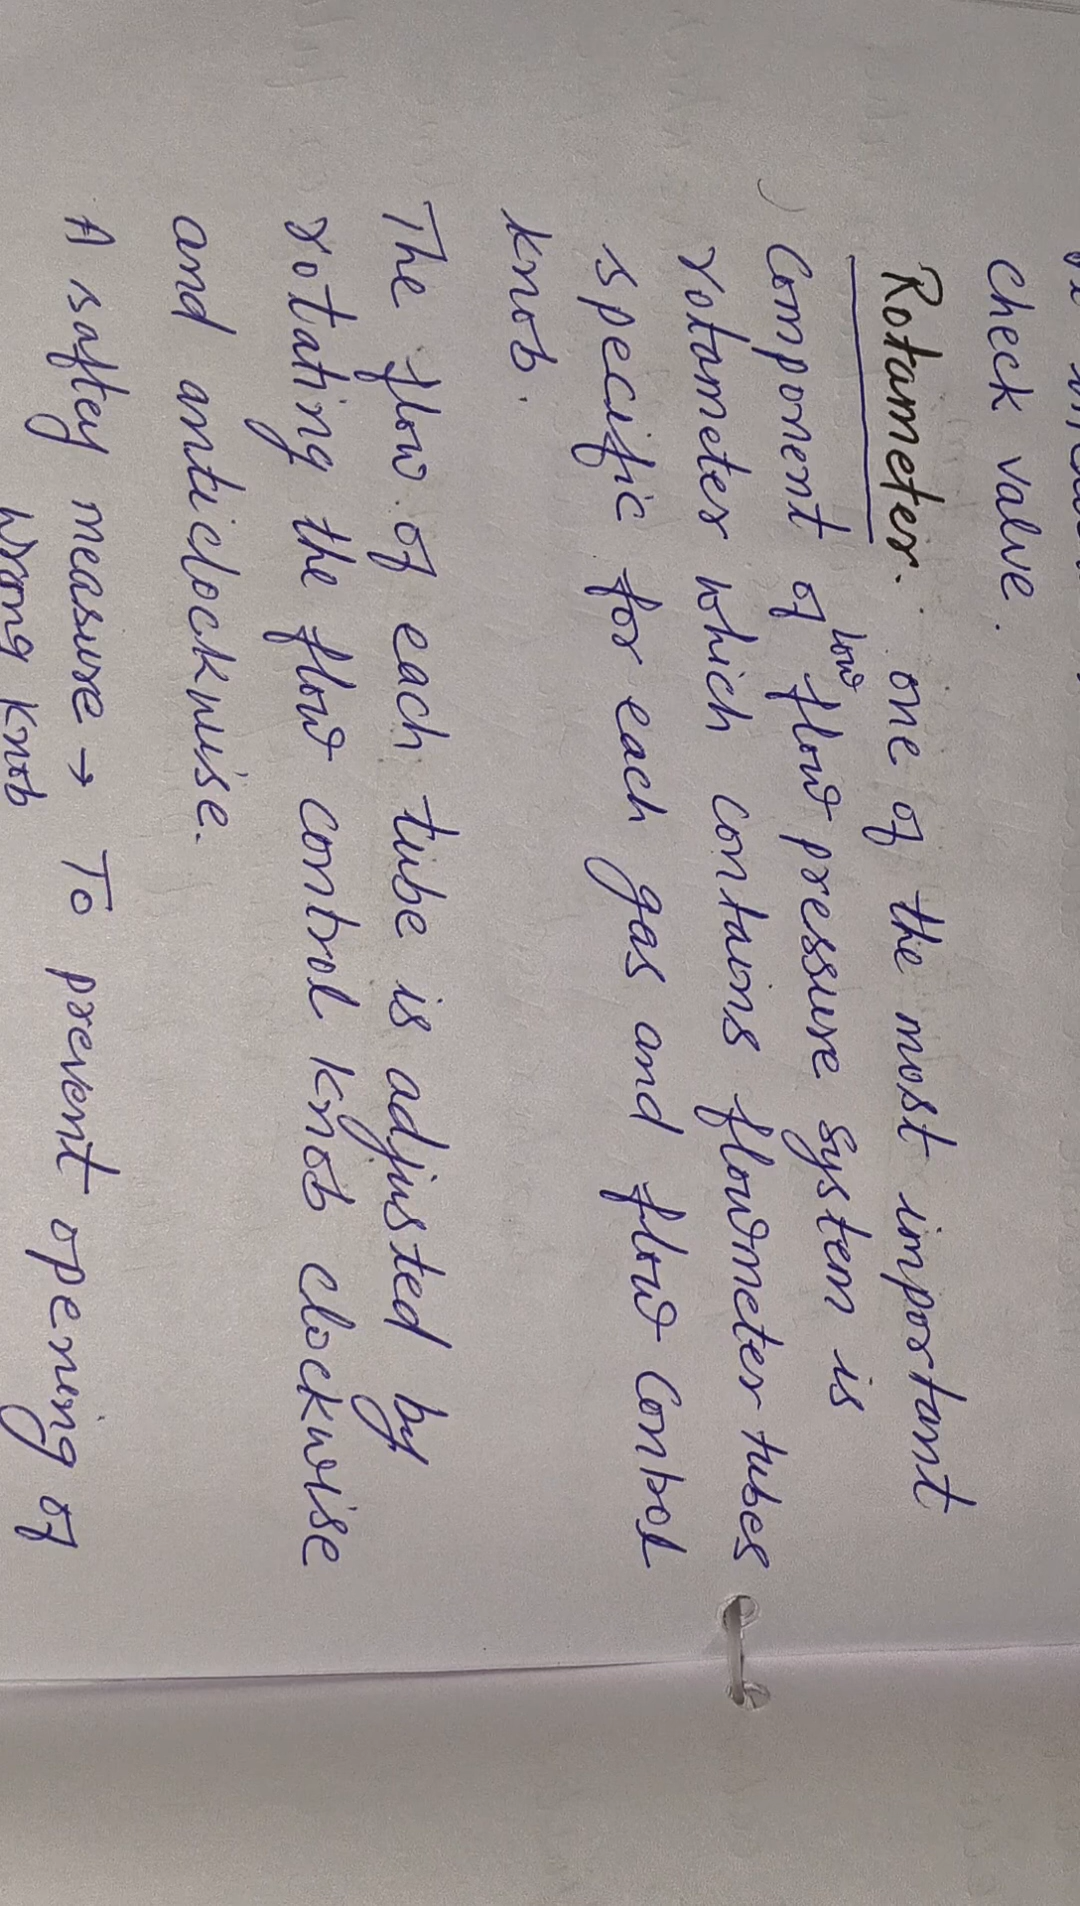 check valve.
Rotameter. one of the most important
component of low flow pressure system is
rotameter which contains flowmeter tubes
specific for each gas and flow control
knob.
The flow of each tube is adjusted by
rotating the flow control knob clockwise
and anticlockwise.
A saftey measure → To prevent opening of
wrong knob